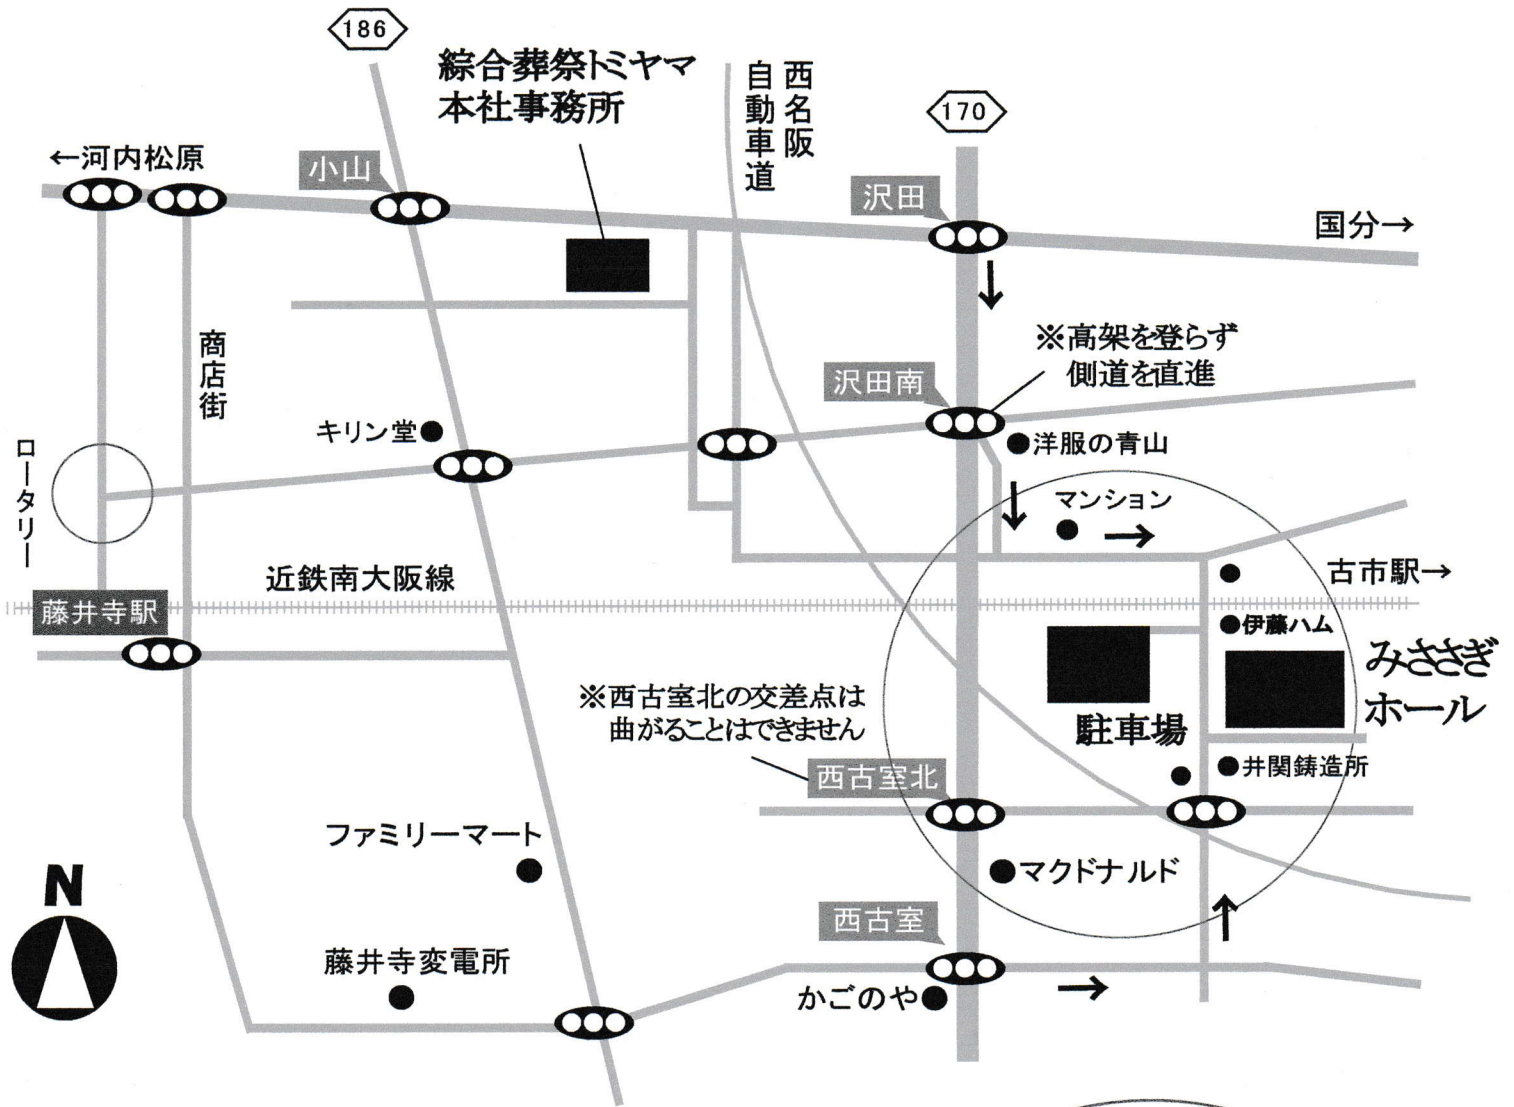 186
綜合葬祭トミヤマ
本社事務所
西名阪
自動車道
170
←河内松原
小山
沢田
国分→
商店街
※高架を登らず
側道を直進
沢田南
キリン堂
洋服の青山
ロータリー
マンション
近鉄南大阪線
古市駅→
藤井寺駅
伊藤ハム
みささぎ
ホール
※西古室北の交差点は
曲がることはできません
駐車場
西古室北
井関鋳造所
ファミリーマート
マクドナルド
N
西古室
藤井寺変電所
かごのや